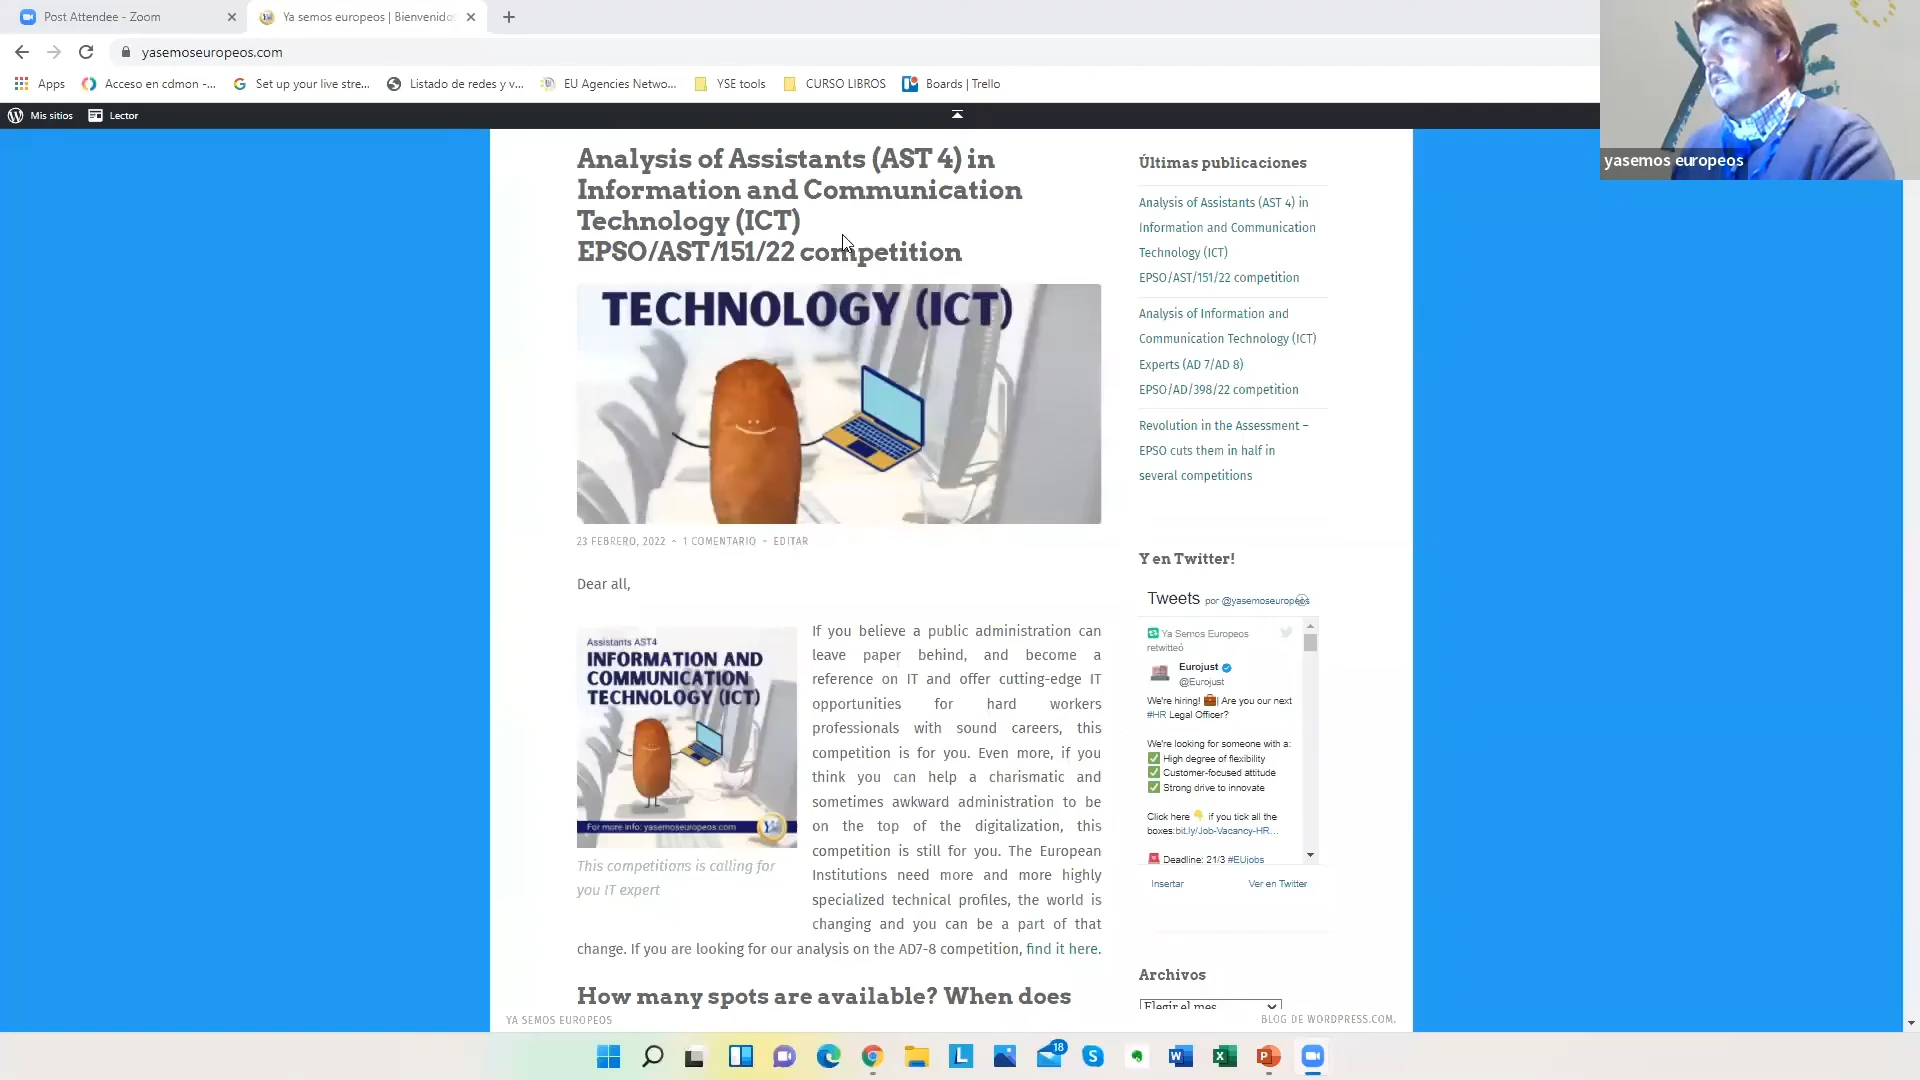 Post Attendee - Zoom
Ya semos europeos | Bienvenido
yasemoseuropeos.com
Apps
Acceso en cdmon -...
Set up your live stre...
Listado de redes y v...
EU Agencies Netwo...
YSE tools
CURSO LIBROS
Boards | Trello
Mis sitios
Lector
yasemos europeos
Analysis of Assistants (AST 4) in
Information and Communication
Technology (ICT)
EPSO/AST/151/22 competition
TECHNOLOGY (ICT)
23 FEBRERO, 2022 ~ 1 COMENTARIO ~ EDITAR
Dear all,
Assistants AST4
INFORMATION AND
COMMUNICATION
TECHNOLOGY (ICT)
For more info: yasemoseuropeos.com
This competitions is calling for
you IT expert
If you believe a public administration can
leave paper behind, and become a
reference on IT and offer cutting-edge IT
opportunities for hard workers
professionals with sound careers, this
competition is for you. Even more, if you
think you can help a charismatic and
sometimes awkward administration to be
on the top of the digitalization, this
competition is still for you. The European
Institutions need more and more highly
specialized technical profiles, the world is
changing and you can be a part of that
change. If you are looking for our analysis on the AD7-8 competition, find it here.
How many spots are available? When does
Últimas publicaciones
Analysis of Assistants (AST 4) in
Information and Communication
Technology (ICT)
EPSO/AST/151/22 competition
Analysis of Information and
Communication Technology (ICT)
Experts (AD 7/AD 8)
EPSO/AD/398/22 competition
Revolution in the Assessment –
EPSO cuts them in half in
several competitions
Y en Twitter!
Tweets por @yasemoseuropeos
Ya Semos Europeos
retwitteó
Eurojust
@Eurojust
We're hiring! 💼| Are you our next
#HR Legal Officer?
We're looking for someone with a:
✅ High degree of flexibility
✅ Customer-focused attitude
✅ Strong drive to innovate
Click here 👇 if you tick all the
boxes:bit.ly/Job-Vacancy-HR...
🚨 Deadline: 21/3 #EUjobs
Insertar
Ver en Twitter
Archivos
Elegir el mes
YA SEMOS EUROPEOS
BLOG DE WORDPRESS.COM.
18